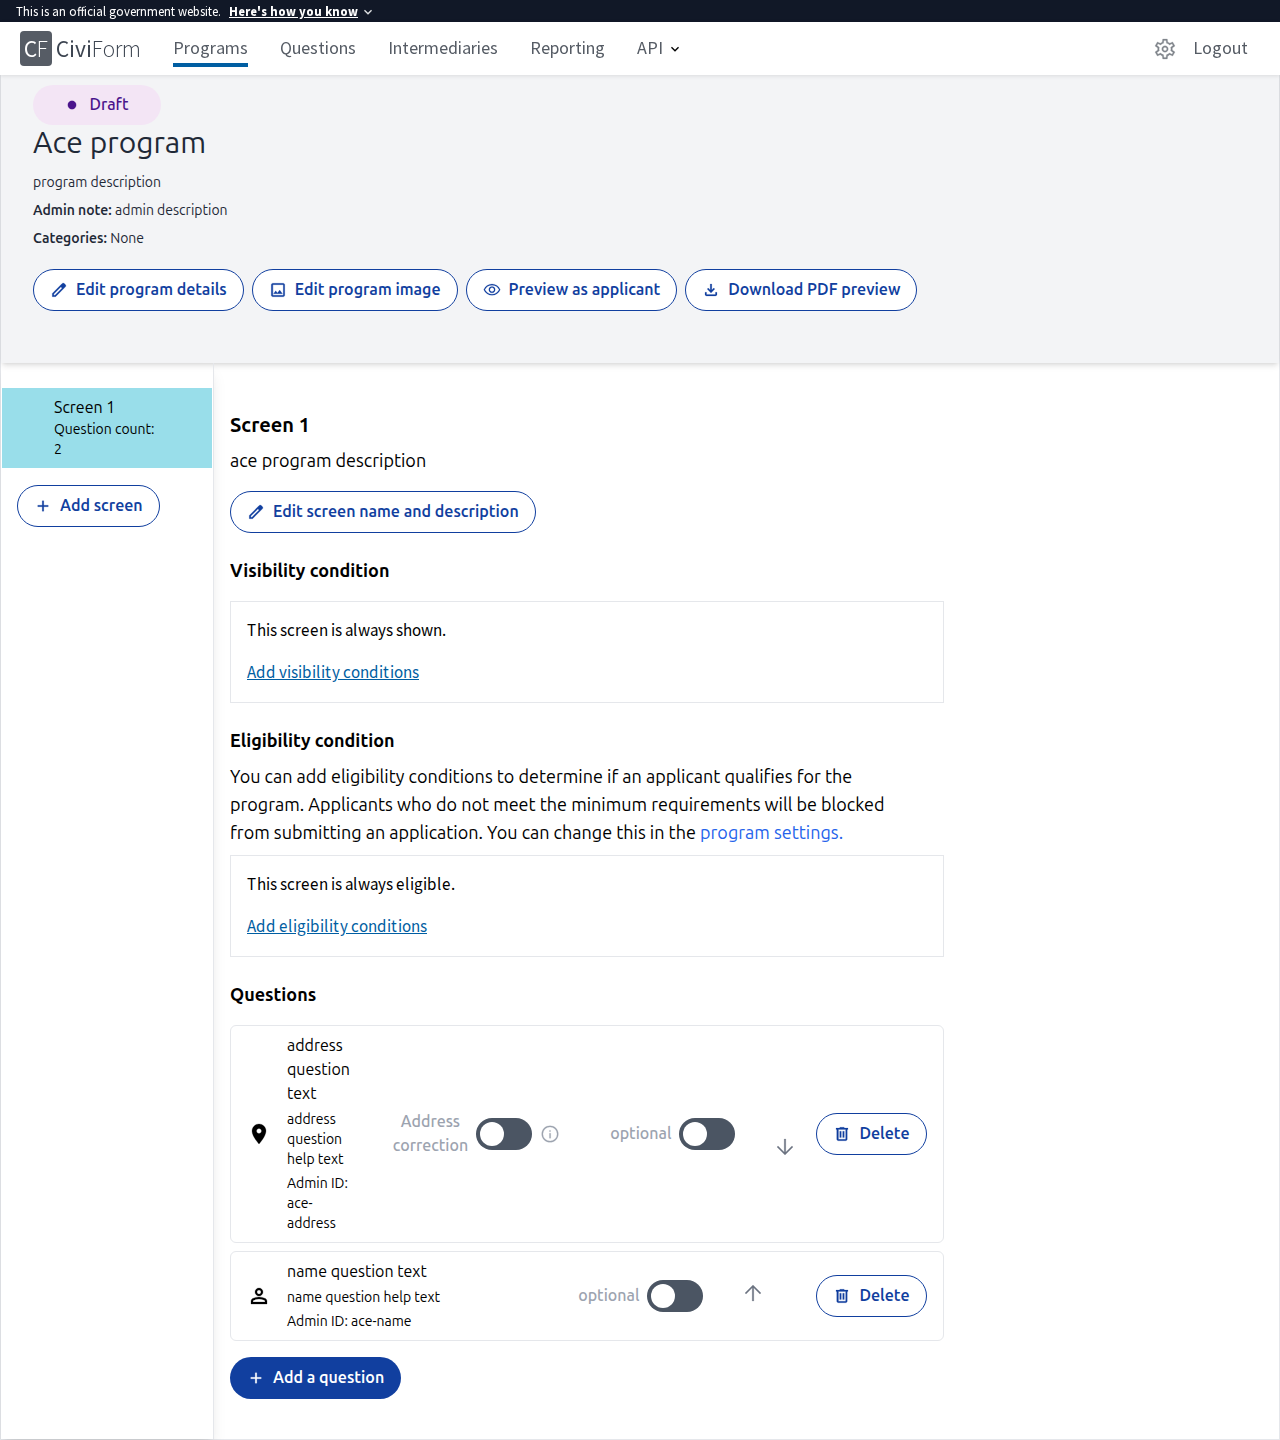 This is an official government website. Here's how you know
CF CiviForm Programs Questions Intermediaries Reporting API Logout
Draft
Ace program
program description
Admin note: admin description
Categories: None
Edit program details Edit program image Preview as applicant Download PDF preview
Screen 1
Question count:
2
Add screen
Screen 1
ace program description
Edit screen name and description
Visibility condition
This screen is always shown.
Add visibility conditions
Eligibility condition
You can add eligibility conditions to determine if an applicant qualifies for the
program. Applicants who do not meet the minimum requirements will be blocked
from submitting an application. You can change this in the program settings.
This screen is always eligible.
Add eligibility conditions
Questions
address
question
text
address
question
help text
Admin ID:
ace-
address
Address
correction
optional
Delete
name question text
name question help text
Admin ID: ace-name
optional
Delete
Add a question